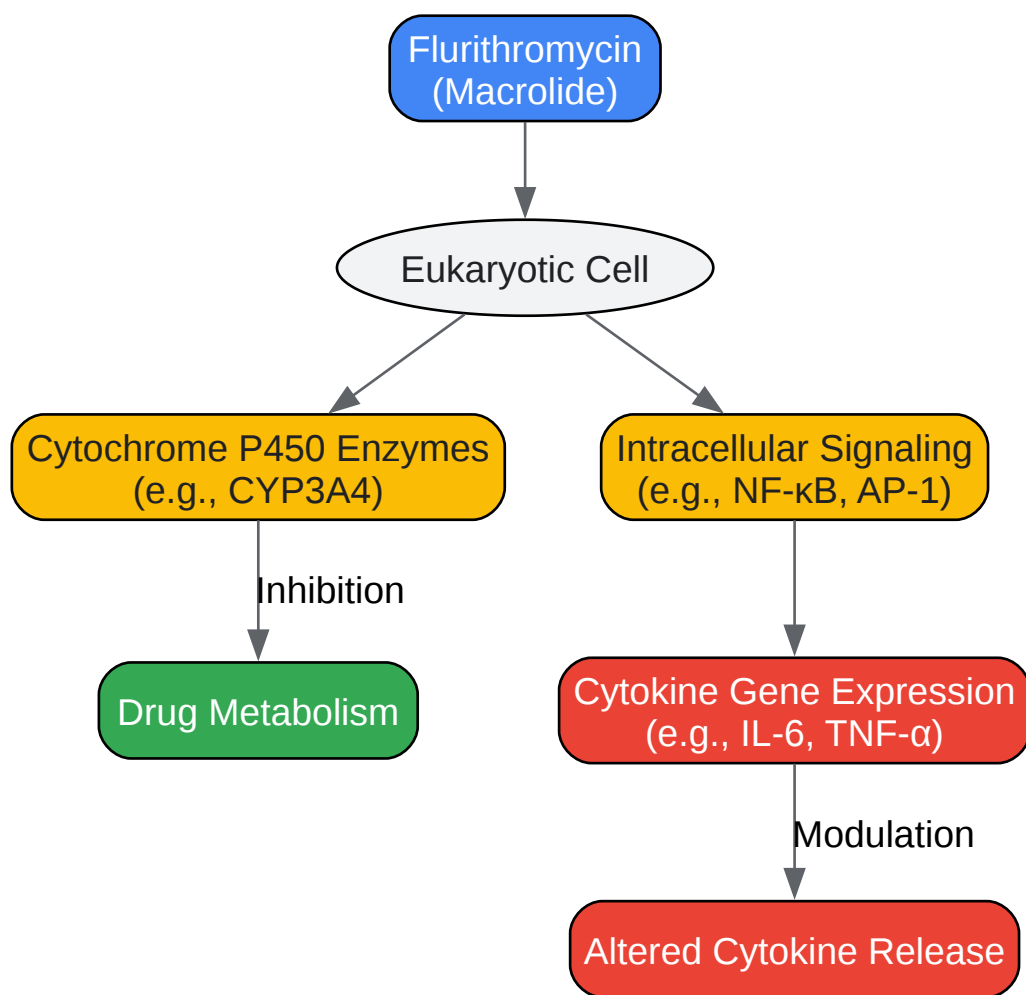 Flurithromycin
(Macrolide)
Eukaryotic Cell
Cytochrome P450 Enzymes
(e.g., CYP3A4)
Intracellular Signaling
(e.g., NF-κB, AP-1)
Inhibition
Drug Metabolism
Cytokine Gene Expression
(e.g., IL-6, TNF-α)
Modulation
Altered Cytokine Release